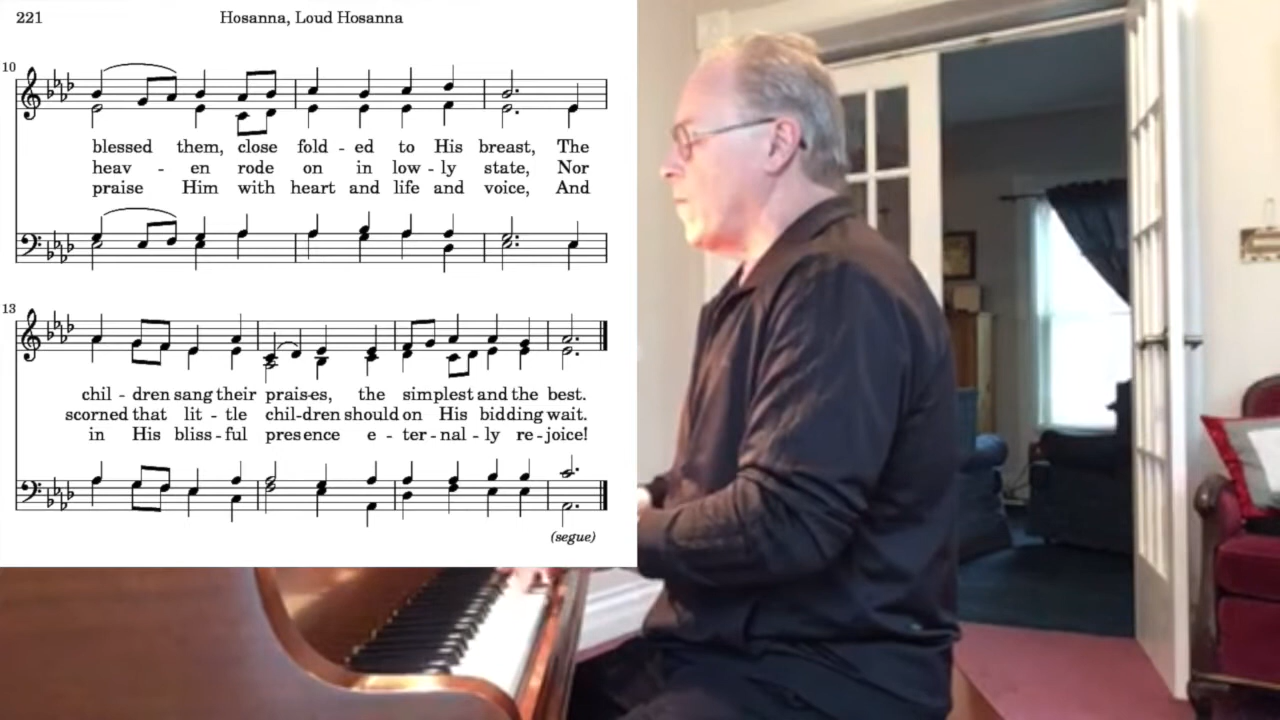 221 Hosanna, Loud Hosanna
10
blessed them, close fold - ed to His breast, The
heav - en rode on in low - ly state, Nor
praise Him with heart and life and voice, And
13
chil - dren sang their prais-es, the simplest and the best.
scorned that lit - tle chil-dren should on His bidding wait.
in His bliss - ful presence e - ter - nal - ly re - joice!
(segue)